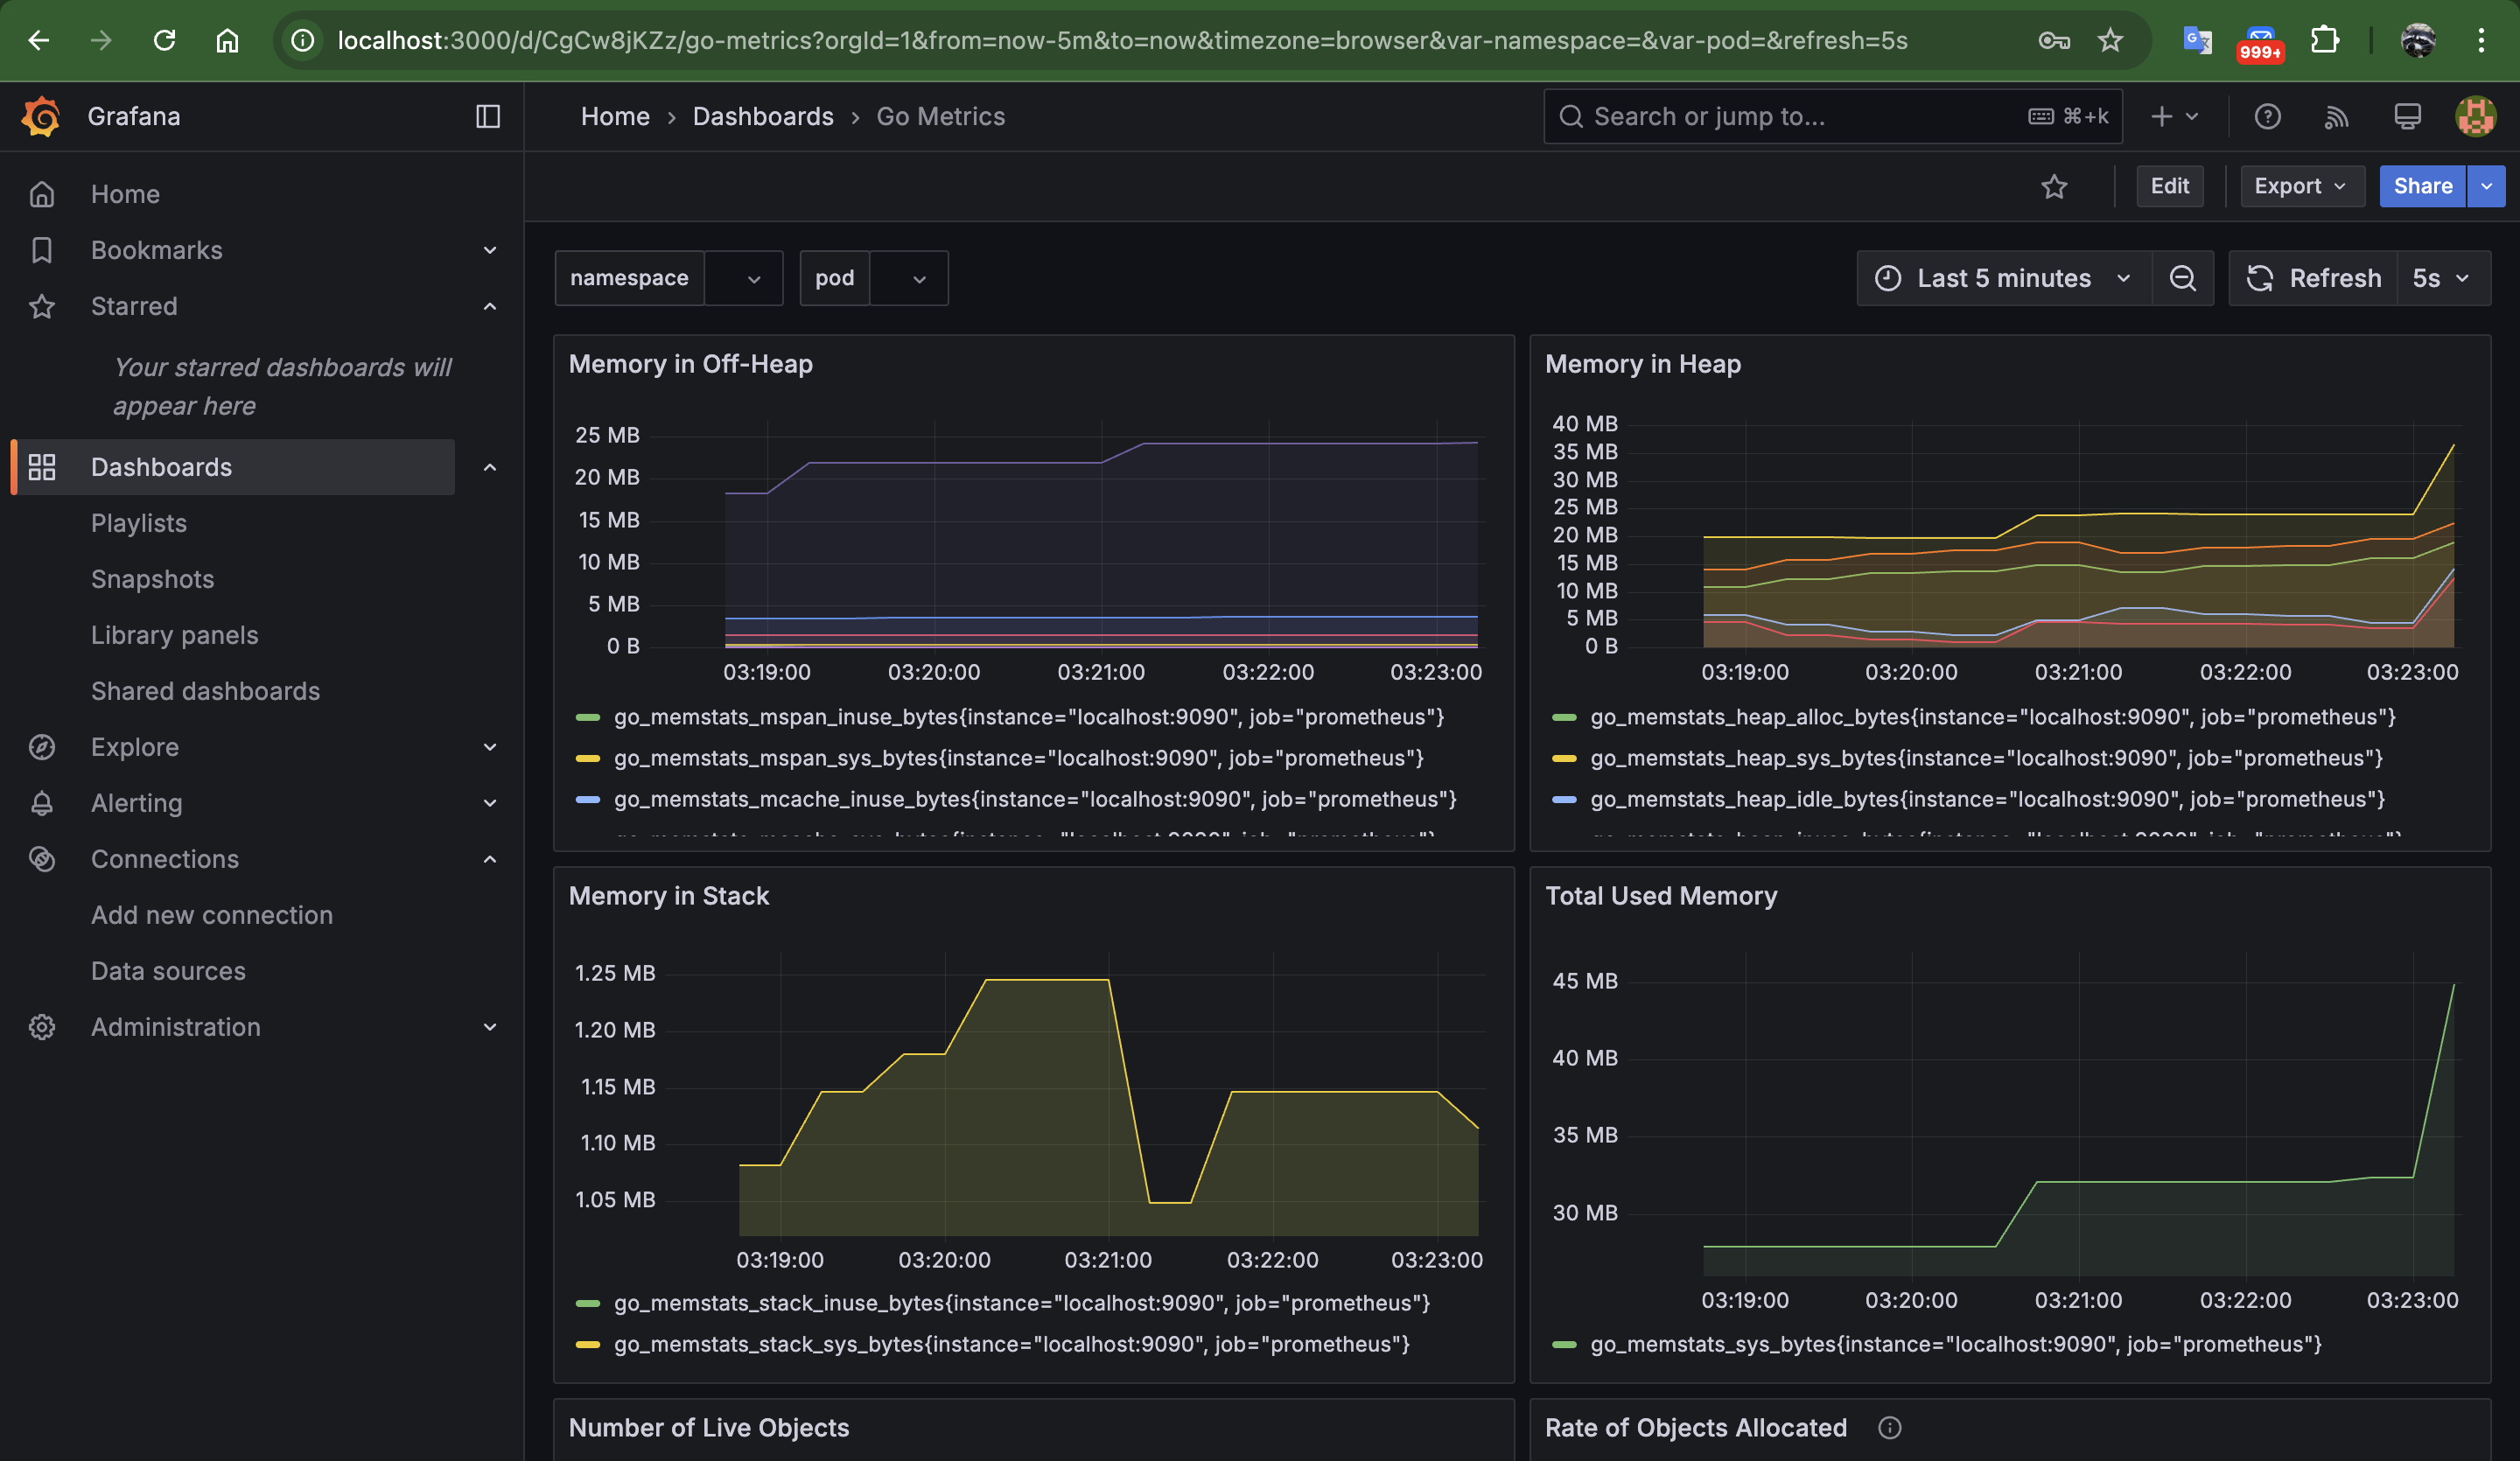 localhost:3000/d/CgCw8jKZz/go-metrics?orgId=1&from=now-5m&to=now&timezone=browser&var-namespace=&var-pod=&refresh=5s
999+
Grafana
Home › Dashboards › Go Metrics
Search or jump to...
⌘+k
Home
Bookmarks
Starred
Your starred dashboards will
appear here
Dashboards
Playlists
Snapshots
Library panels
Shared dashboards
Explore
Alerting
Connections
Add new connection
Data sources
Administration
Edit
Export
Share
namespace
pod
Last 5 minutes
Refresh
5s
Memory in Off-Heap
25 MB
20 MB
15 MB
10 MB
5 MB
0 B
03:19:00 03:20:00 03:21:00 03:22:00 03:23:00
go_memstats_mspan_inuse_bytes{instance="localhost:9090", job="prometheus"}
go_memstats_mspan_sys_bytes{instance="localhost:9090", job="prometheus"}
go_memstats_mcache_inuse_bytes{instance="localhost:9090", job="prometheus"}
go_memstats_mcache_sys_bytes{instance="localhost:9090", job="prometheus"}
Memory in Heap
40 MB
35 MB
30 MB
25 MB
20 MB
15 MB
10 MB
5 MB
0 B
03:19:00 03:20:00 03:21:00 03:22:00 03:23:00
go_memstats_heap_alloc_bytes{instance="localhost:9090", job="prometheus"}
go_memstats_heap_sys_bytes{instance="localhost:9090", job="prometheus"}
go_memstats_heap_idle_bytes{instance="localhost:9090", job="prometheus"}
go_memstats_heap_inuse_bytes{instance="localhost:9090", job="prometheus"}
Memory in Stack
1.25 MB
1.20 MB
1.15 MB
1.10 MB
1.05 MB
03:19:00 03:20:00 03:21:00 03:22:00 03:23:00
go_memstats_stack_inuse_bytes{instance="localhost:9090", job="prometheus"}
go_memstats_stack_sys_bytes{instance="localhost:9090", job="prometheus"}
Total Used Memory
45 MB
40 MB
35 MB
30 MB
03:19:00 03:20:00 03:21:00 03:22:00 03:23:00
go_memstats_sys_bytes{instance="localhost:9090", job="prometheus"}
Number of Live Objects
Rate of Objects Allocated